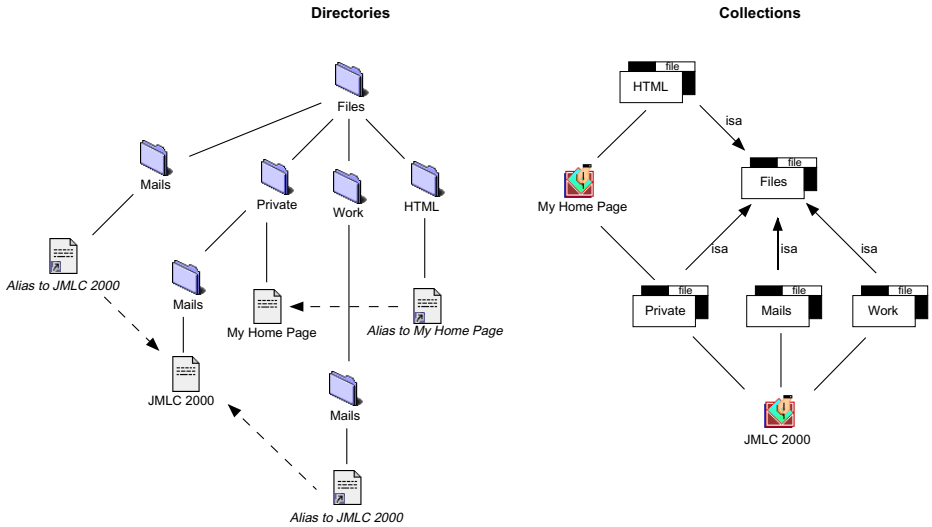 Directories
Collections
Files
Mails
Private
Work
HTML
Alias to JMLC 2000
Mails
My Home Page
Alias to My Home Page
JMLC 2000
Mails
Alias to JMLC 2000
file
HTML
isa
file
Files
My Home Page
isa
isa
isa
file
Private
file
Mails
file
Work
JMLC 2000